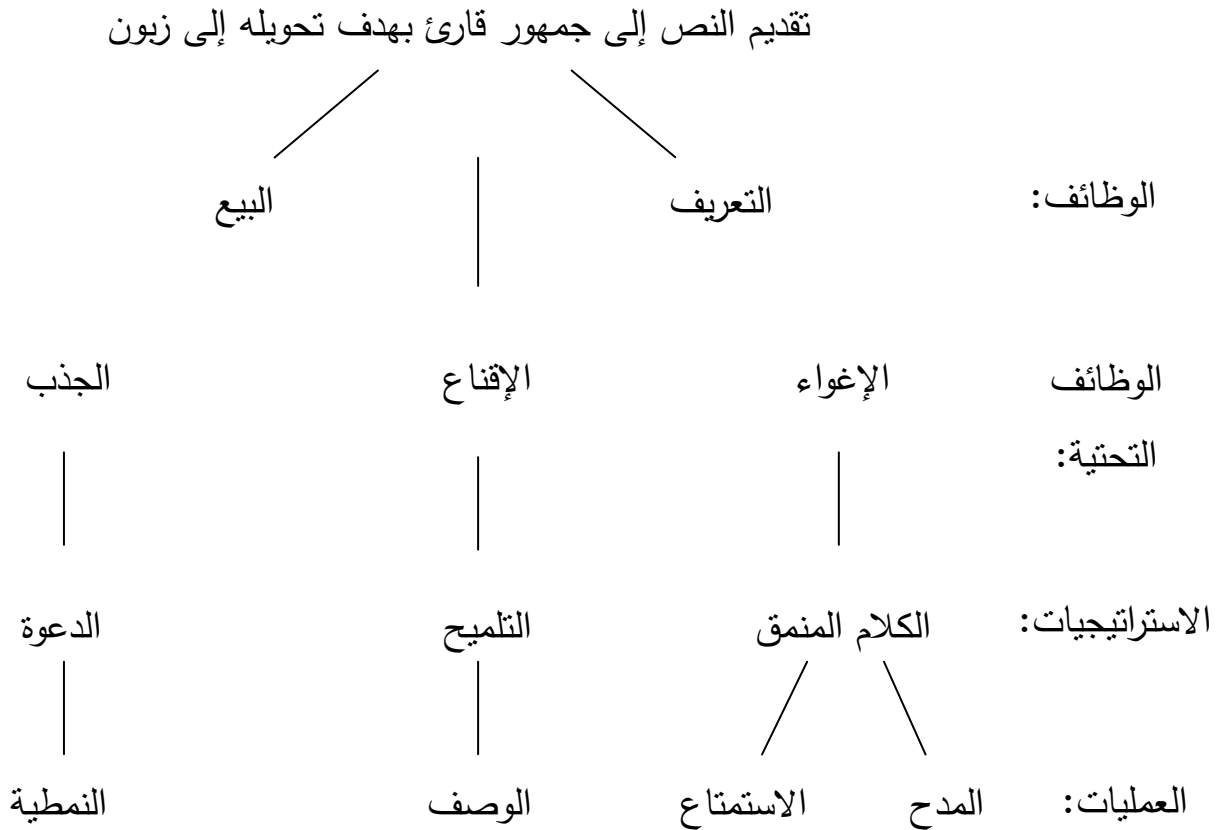 تقديم النص إلى جمهور قارئ بهدف تحويله إلى زبون
الوظائف: التعريف البيع
الوظائف الإغواء الإقناع الجذب
التحتية:
الاستراتيجيات: الكلام المنمق التلميح الدعوة
العمليات: المدح الاستمتاع الوصف النمطية